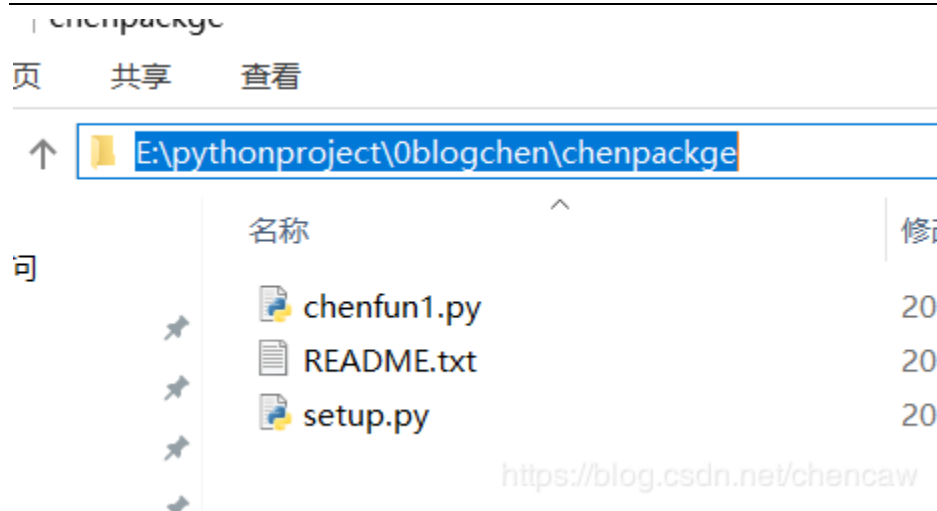 chenpackge
页 共享 查看
E:\pythonproject\0blogchen\chenpackge
名称
问
chenfun1.py 20
README.txt 20
setup.py 20
https://blog.csdn.net/chencaw